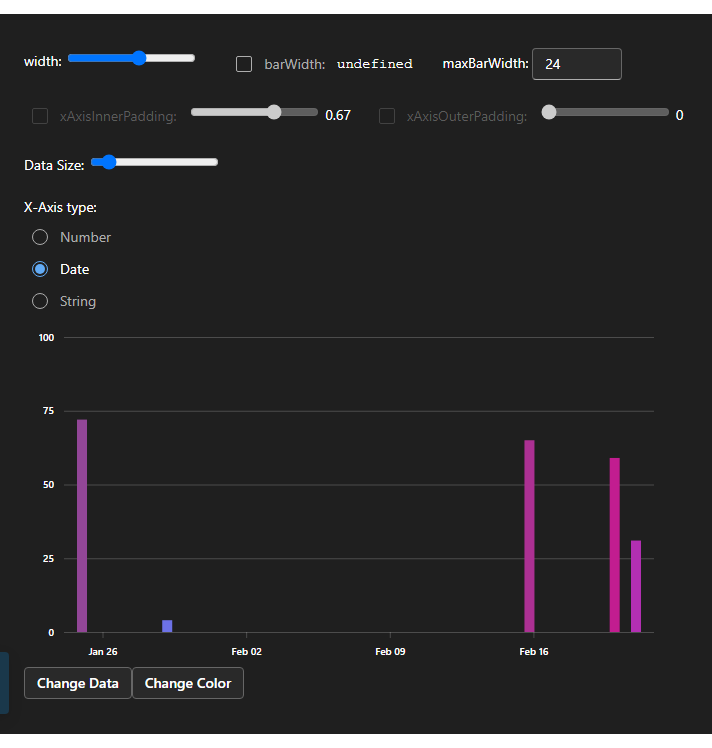 width: barWidth: undefined maxBarWidth: 24
xAxisInnerPadding: 0.67 xAxisOuterPadding: 0
Data Size:
X-Axis type:
Number
Date
String
100
75
50
25
0
Jan 26 Feb 02 Feb 09 Feb 16
Change Data Change Color